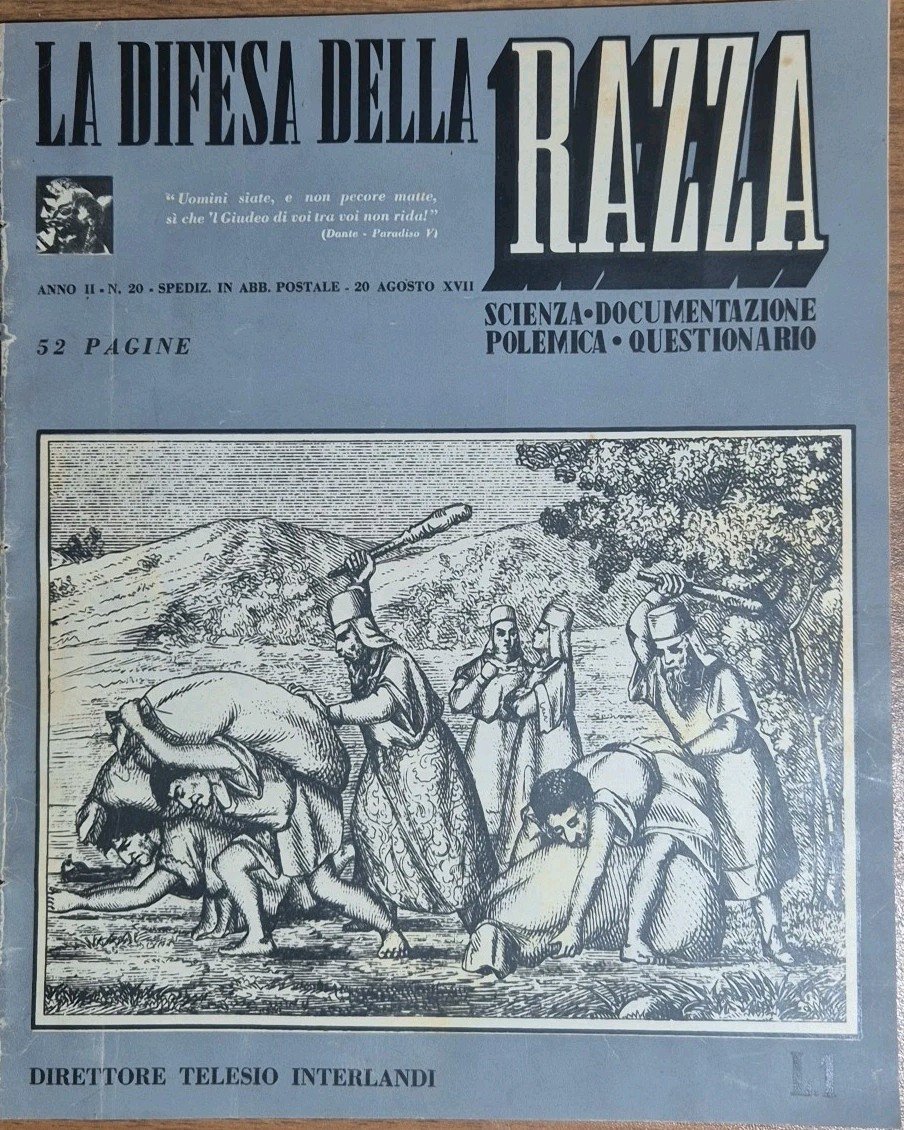 LA DIFESA DELLA RAZZA
"Uomini siate, e non pecore matte,
sì che 'l Giudeo di voi tra voi non rida!"
(Dante - Paradiso V)
ANNO II - N. 20 - SPEDIZ. IN ABB. POSTALE - 20 AGOSTO XVII
SCIENZA • DOCUMENTAZIONE
POLEMICA • QUESTIONARIO
52 PAGINE
DIRETTORE TELESIO INTERLANDI
L.1